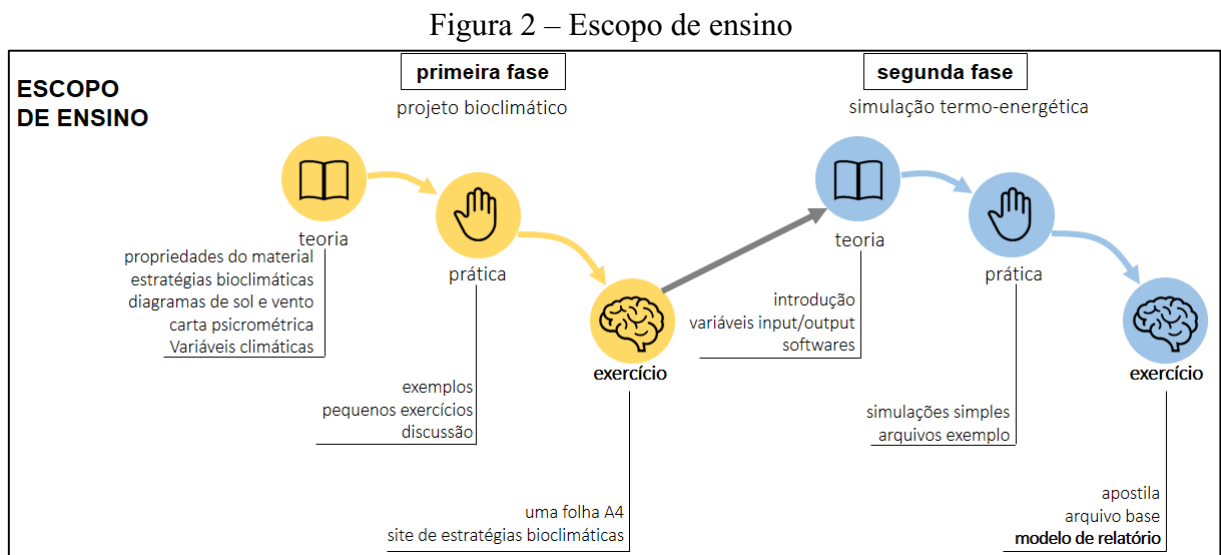 Figura 2 – Escopo de ensino
ESCOPO
DE ENSINO
primeira fase
projeto bioclimático
teoria
propriedades do material
estratégias bioclimáticas
diagramas de sol e vento
carta psicrométrica
Variáveis climáticas
prática
exemplos
pequenos exercícios
discussão
exercício
uma folha A4
site de estratégias bioclimáticas
segunda fase
simulação termo-energética
teoria
introdução
variáveis input/output
softwares
prática
simulações simples
arquivos exemplo
exercício
apostila
arquivo base
modelo de relatório